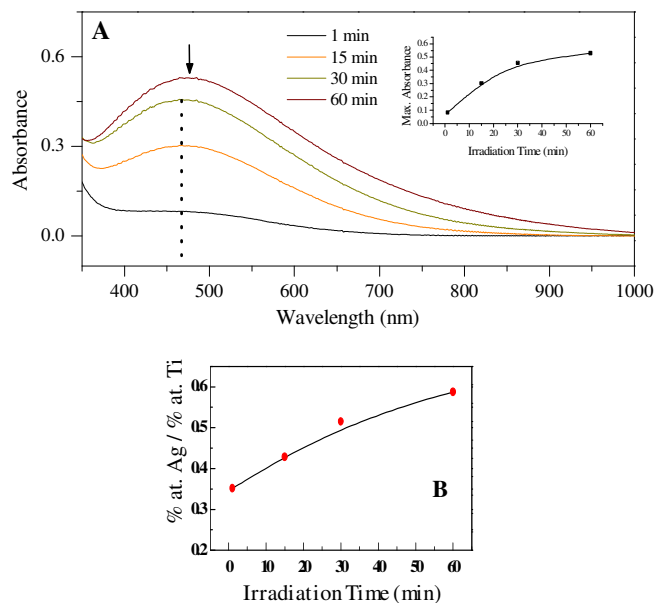 A
1 min
15 min
30 min
60 min
Absorbance
0.6
0.3
0.0
400 500 600 700 800 900 1000
Wavelength (nm)
Max. Absorbance
0.6
0.5
0.4
0.3
0.2
0.1
0.0
0 10 20 30 40 50 60
Irradiation Time (min)
B
% at. Ag / % at. Ti
0.6
0.5
0.4
0.3
0.2
0 10 20 30 40 50 60
Irradiation Time (min)